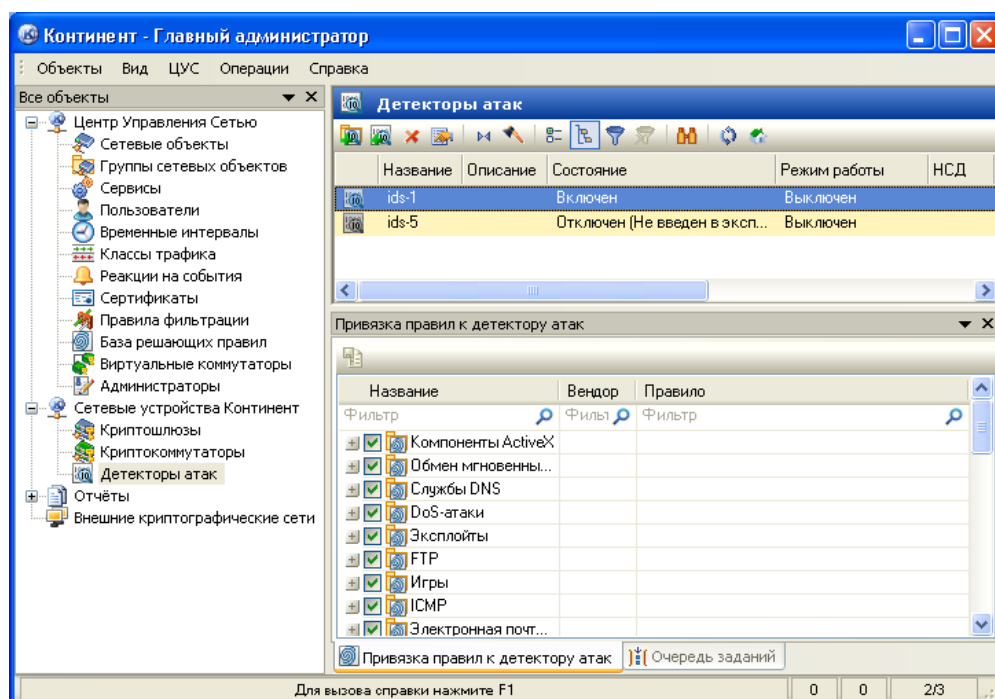 Континент - Главный администратор
Объекты Вид ЦУС Операции Справка
Все объекты
Центр Управления Сетью
Сетевые объекты
Группы сетевых объектов
Сервисы
Пользователи
Временные интервалы
Классы трафика
Реакции на события
Сертификаты
Правила фильтрации
База решающих правил
Виртуальные коммутаторы
Администраторы
Сетевые устройства Континент
Криптошлюзы
Криптокоммутаторы
Детекторы атак
Отчёты
Внешние криптографические сети
Детекторы атак
Название Описание Состояние Режим работы НСД
ids-1 Включен Выключен
ids-5 Отключен (Не введен в эксп... Выключен
Привязка правил к детектору атак
Название Вендор Правило
Фильтр Фильт Фильтр
Компоненты ActiveX
Обмен мгновенны...
Службы DNS
DoS-атаки
Эксплойты
FTP
Игры
ICMP
Электронная почт...
Привязка правил к детектору атак Очередь заданий
Для вызова справки нажмите F1 0 0 2/3